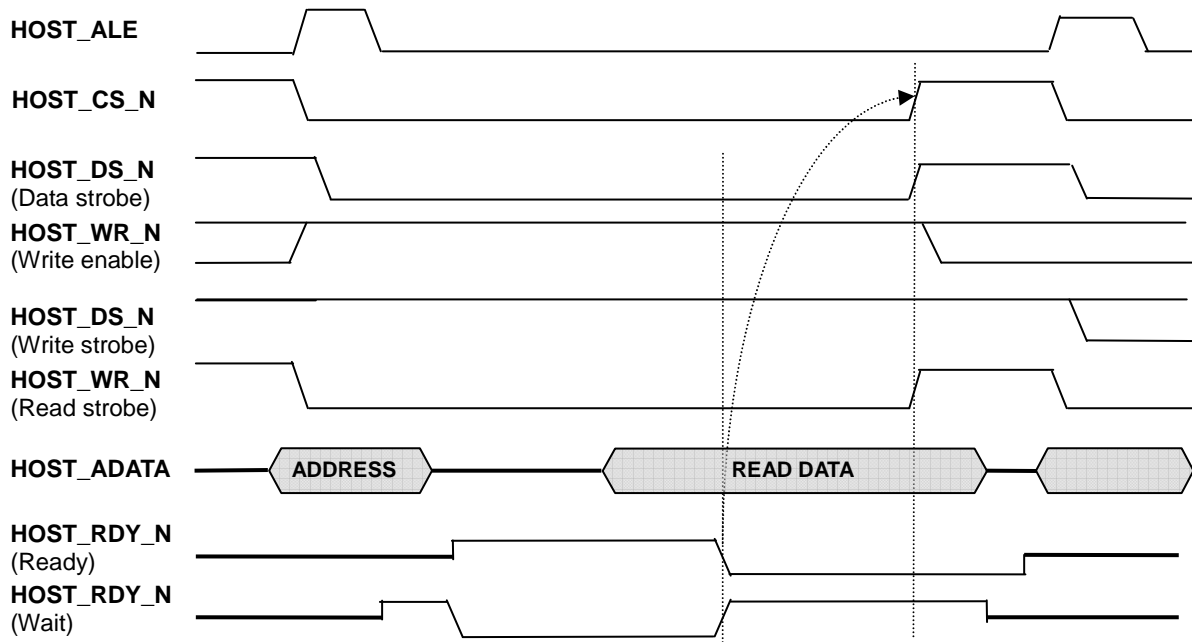 HOST_ALE
HOST_CS_N
HOST_DS_N
(Data strobe)
HOST_WR_N
(Write enable)
HOST_DS_N
(Write strobe)
HOST_WR_N
(Read strobe)
HOST_ADATA
ADDRESS
READ DATA
HOST_RDY_N
(Ready)
HOST_RDY_N
(Wait)